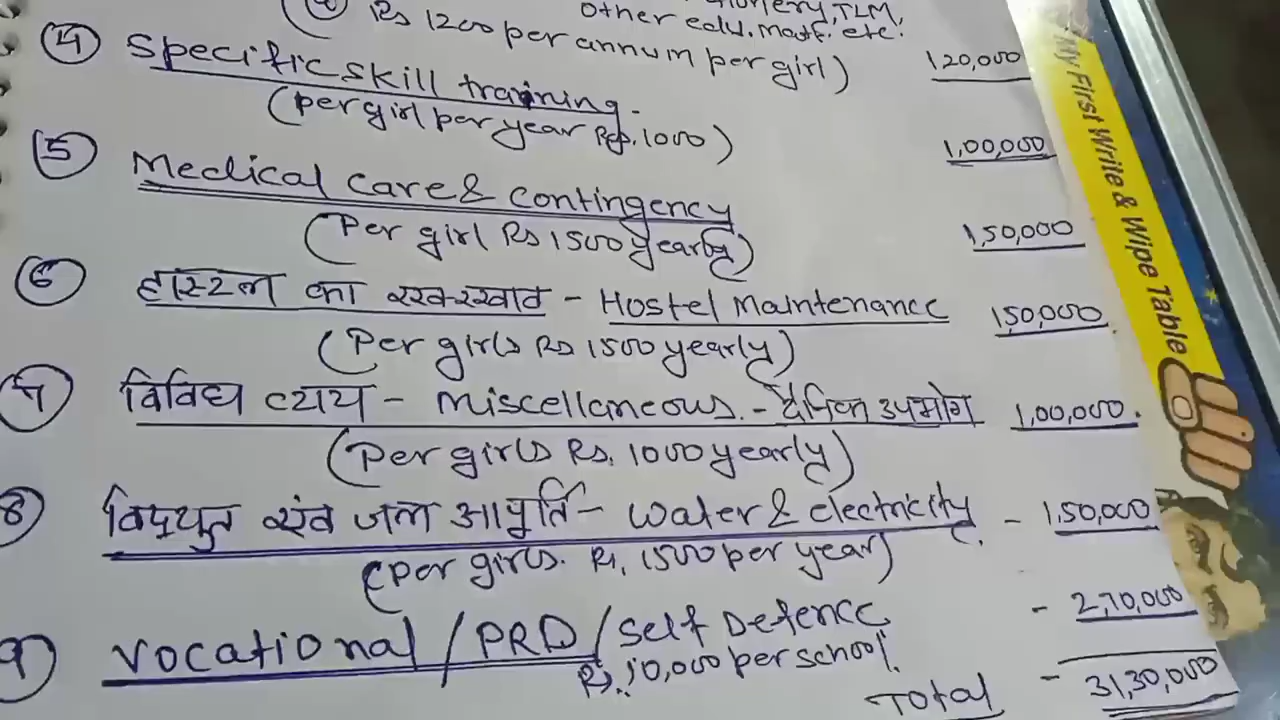 Other edu. matr. etc.
Rs 1200 per annum per girl) 120,000
④ Specific skill training -
(per girl per year Rs. 1000) 1,00,000
⑤ Medical care & contingency
(Per girl Rs 1500 yearly) 1,50,000
⑥ हास्टल का रख-रखाव - Hostel Maintenance 150,000
(Per girls Rs 1500 yearly)
विविध व्यय - Miscellaneous. - दैनिक उपभोग 1,00,000.
(Per girls Rs. 1000 yearly)
8 विद्युत एंव जल आपूर्ति - Water & electricity - 1,50,000
(Per girls. Rs. 1500 per year)
9 Vocational / PRD / Self Defence - 2,70,000
Rs. 10,000 per school.
Total - 31,30,000
My First Write & Wipe Table